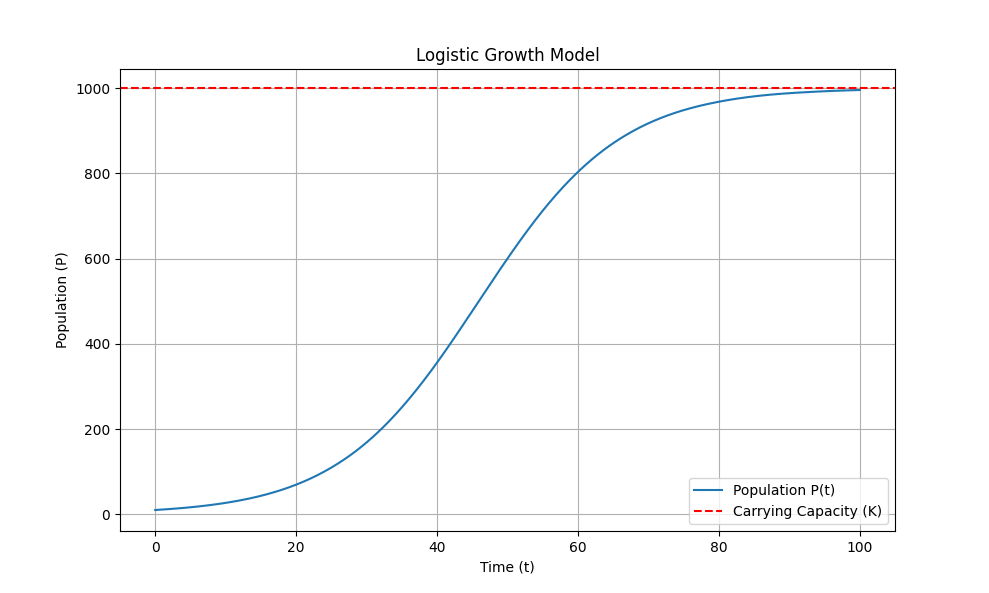 Logistic Growth Model
1000
800
600
400
200
0
Population (P)
0 20 40 60 80 100
Time (t)
Population P(t)
Carrying Capacity (K)